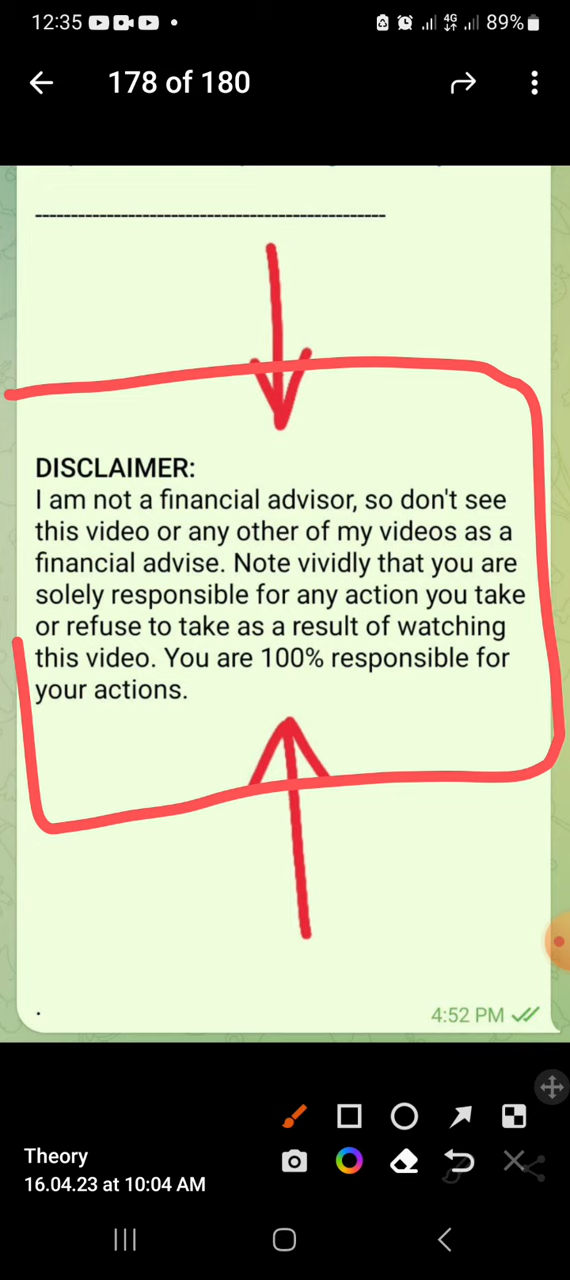 12:35
4G
89%
178 of 180
------------------------------------------------
DISCLAIMER:
I am not a financial advisor, so don't see
this video or any other of my videos as a
financial advise. Note vividly that you are
solely responsible for any action you take
or refuse to take as a result of watching
this video. You are 100% responsible for
your actions.
.
4:52 PM
Theory
16.04.23 at 10:04 AM